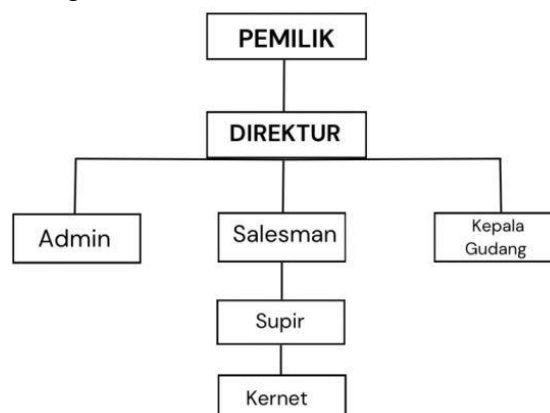 PEMILIK
DIREKTUR
Admin
Salesman
Kepala
Gudang
Supir
Kernet